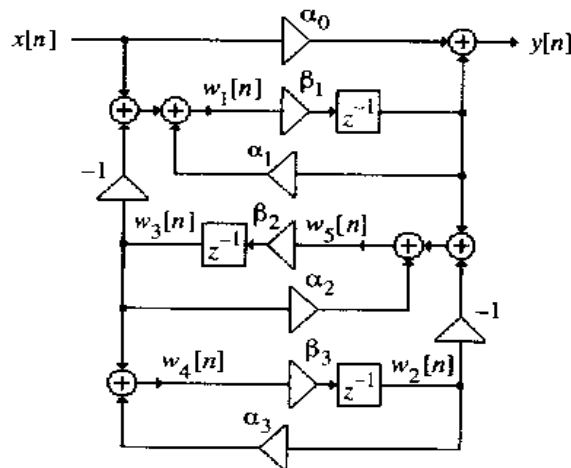 x[n] α₀ y[n]
w₁[n] β₁ z⁻¹
α₁
−1
w₃[n] z⁻¹ β₂ w₅[n]
α₂
−1
w₄[n] β₃ z⁻¹ w₂[n]
α₃